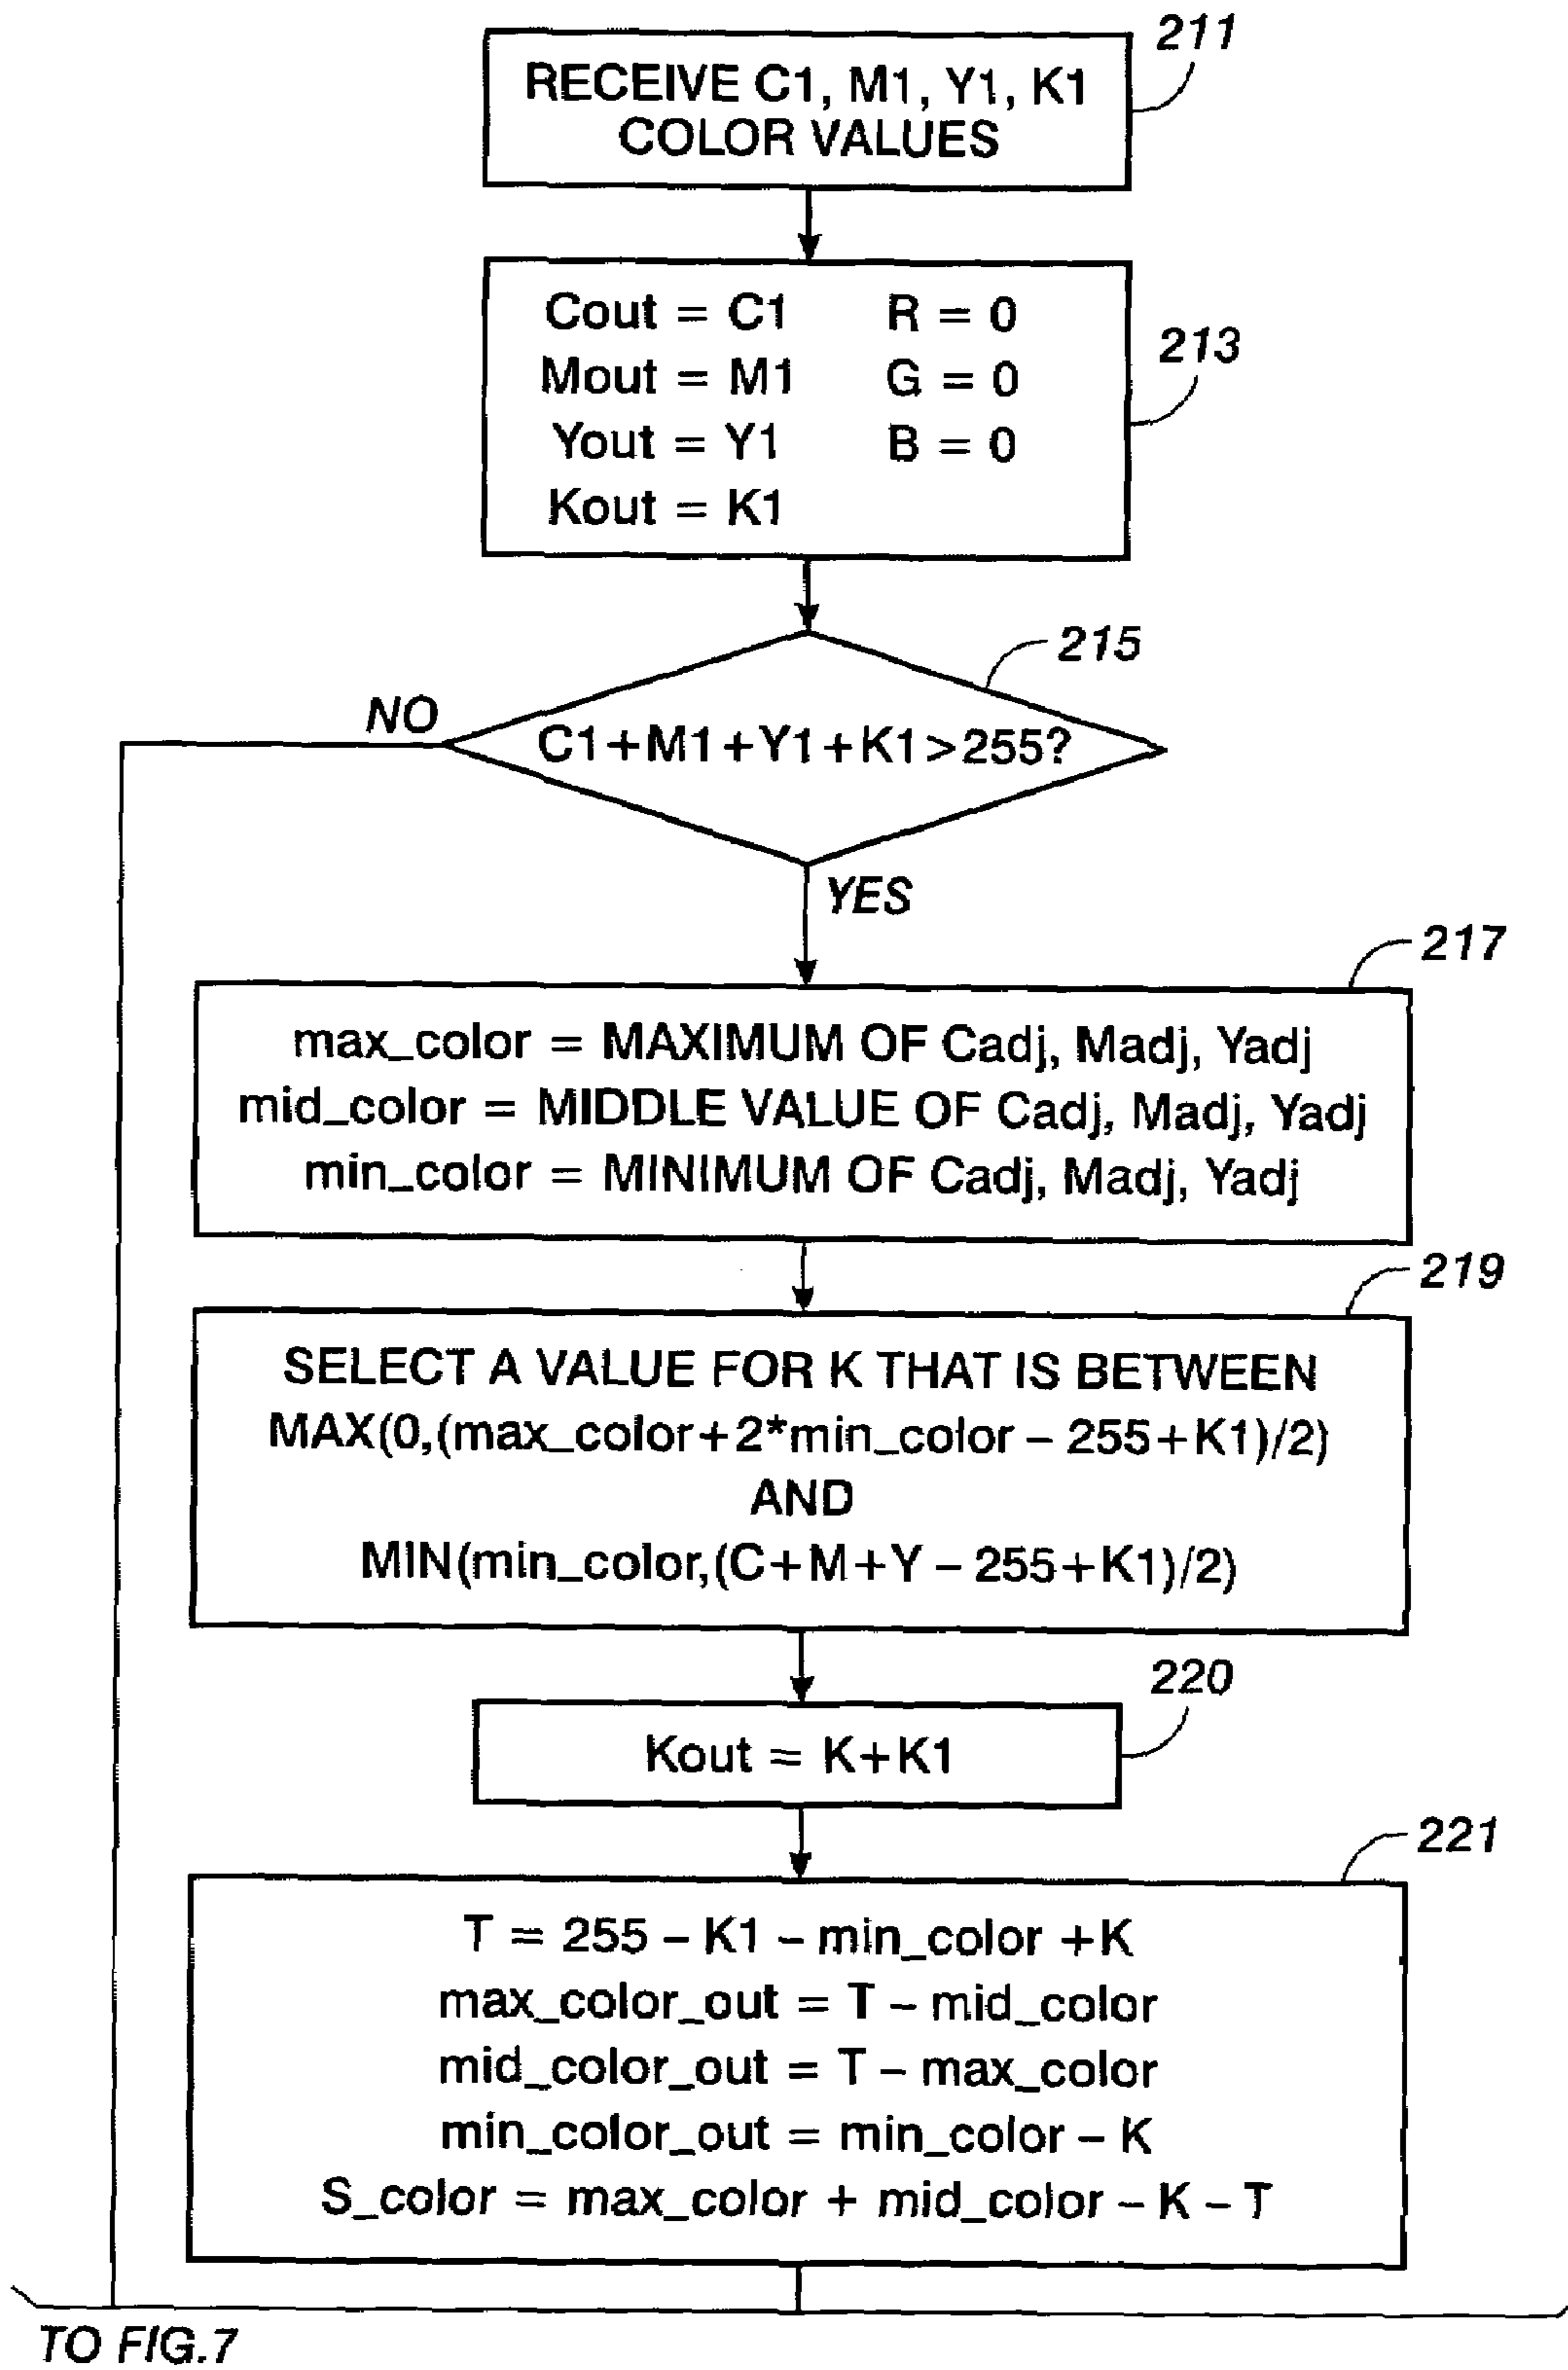 211
RECEIVE C1, M1, Y1, K1
COLOR VALUES
213
Cout = C1 R = 0
Mout = M1 G = 0
Yout = Y1 B = 0
Kout = K1
215
NO
C1+M1+Y1+K1>255?
YES
217
max_color = MAXIMUM OF Cadj, Madj, Yadj
mid_color = MIDDLE VALUE OF Cadj, Madj, Yadj
min_color = MINIMUM OF Cadj, Madj, Yadj
219
SELECT A VALUE FOR K THAT IS BETWEEN
MAX(0,(max_color+2*min_color - 255+K1)/2)
AND
MIN(min_color,(C+M+Y - 255+K1)/2)
220
Kout = K+K1
221
T = 255 - K1 - min_color +K
max_color_out = T - mid_color
mid_color_out = T - max_color
min_color_out = min_color - K
S_color = max_color + mid_color - K - T
TO FIG.7